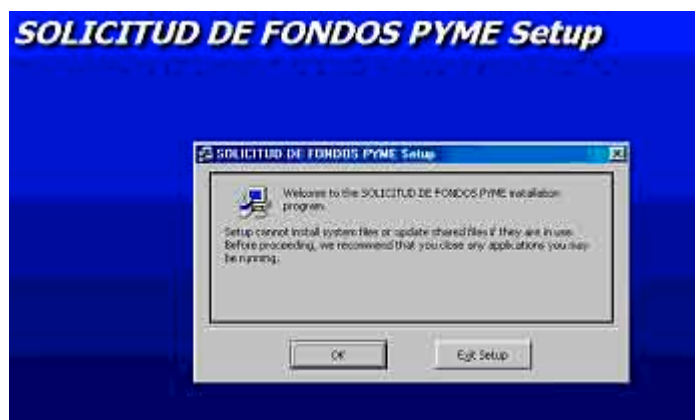 SOLICITUD DE FONDOS PYME Setup
SOLICITUD DE FONDOS PYME Setup
Welcome to the SOLICITUD DE FONDOS PYME installation
program.
Setup cannot install system files or update shared files if they are in use.
Before proceeding, we recommend that you close any applications you may
be running.
OK
Exit Setup